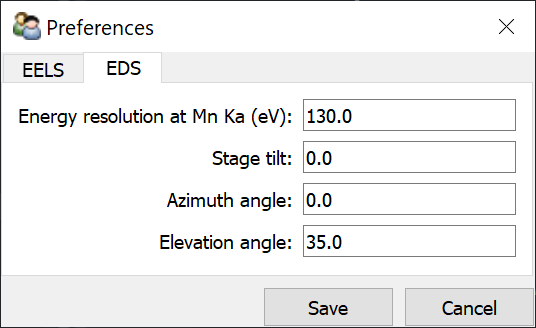 Preferences
EELS EDS
Energy resolution at Mn Ka (eV): 130.0
Stage tilt: 0.0
Azimuth angle: 0.0
Elevation angle: 35.0
Save Cancel